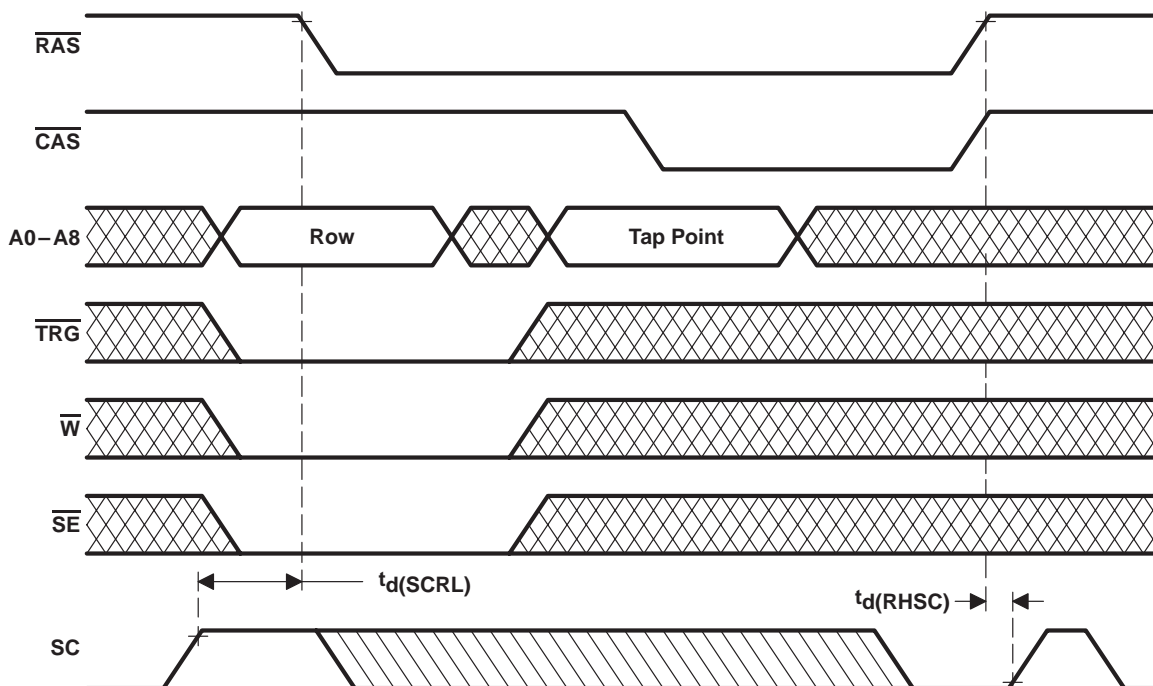 RAS
CAS
A0–A8
Row
Tap Point
TRG
W
SE
td(SCRL)
td(RHSC)
SC